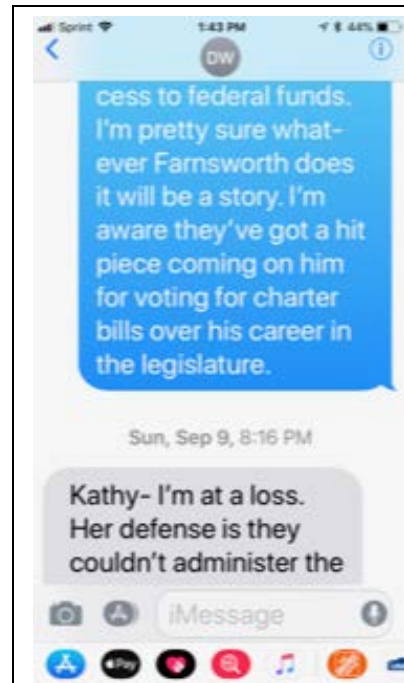 Sprint 1:43 PM 44%
DW
cess to federal funds.
I'm pretty sure what-
ever Farnsworth does
it will be a story. I'm
aware they've got a hit
piece coming on him
for voting for charter
bills over his career in
the legislature.
Sun, Sep 9, 8:16 PM
Kathy- I'm at a loss.
Her defense is they
couldn't administer the
iMessage
Pay